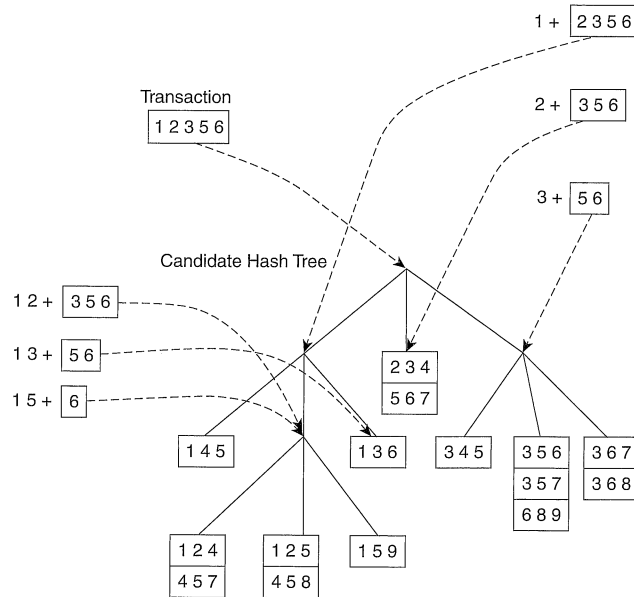 1 + 2 3 5 6
Transaction
1 2 3 5 6
2 + 3 5 6
3 + 5 6
Candidate Hash Tree
1 2 + 3 5 6
1 3 + 5 6
1 5 + 6
2 3 4
5 6 7
1 4 5
1 3 6
3 4 5
3 5 6
3 5 7
6 8 9
3 6 7
3 6 8
1 2 4
4 5 7
1 2 5
4 5 8
1 5 9